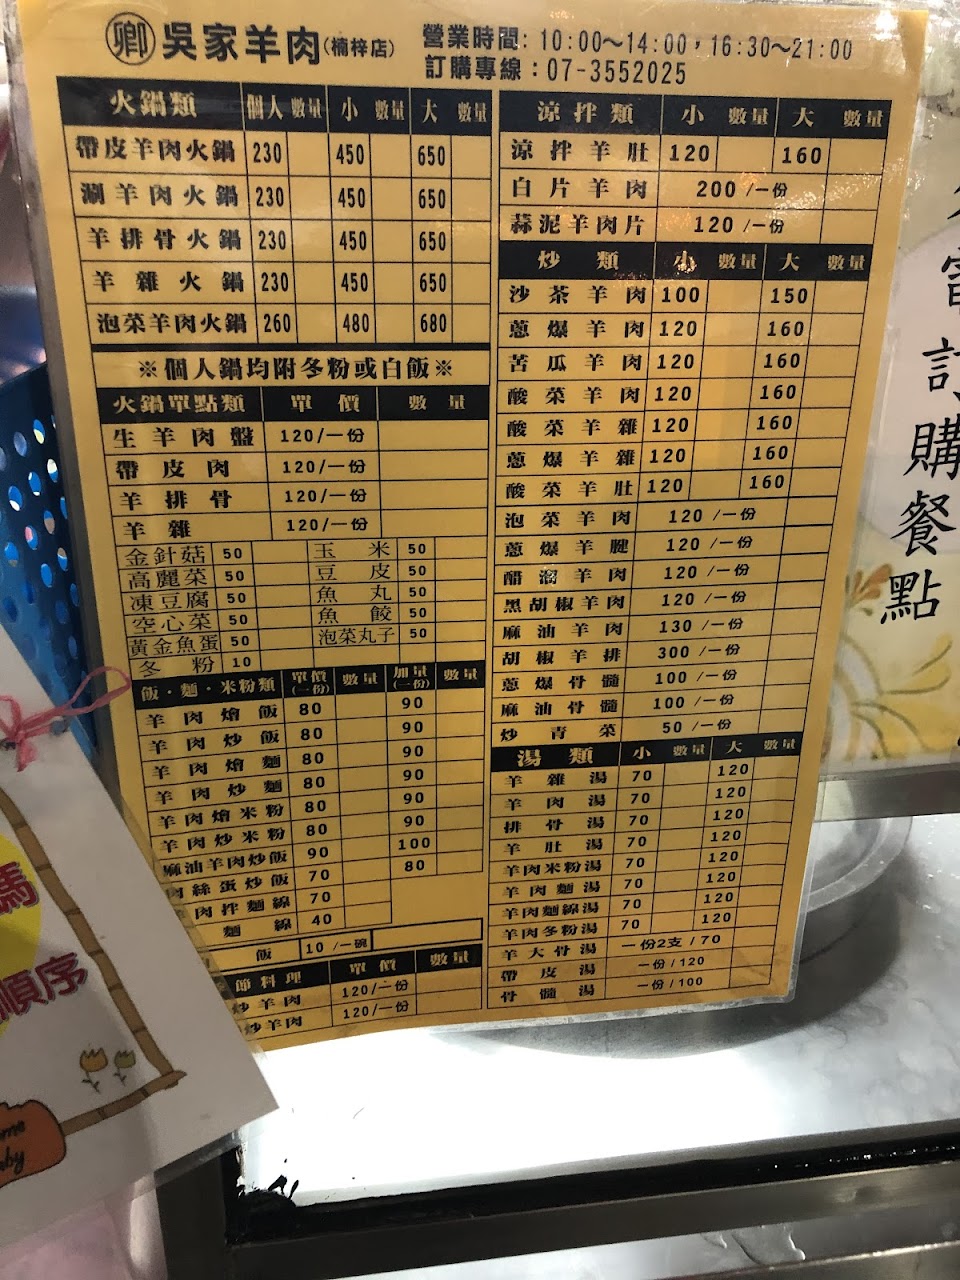 卿 吳家羊肉(楠梓店)
營業時間: 10:00～14:00，16:30～21:00
訂購專線：07-3552025
火鍋類 個人 數量 小 數量 大 數量
帶皮羊肉火鍋 230 450 650
涮羊肉火鍋 230 450 650
羊排骨火鍋 230 450 650
羊雜火鍋 230 450 650
泡菜羊肉火鍋 260 480 680
※個人鍋均附冬粉或白飯※
火鍋單點類 單價 數量
生羊肉盤 120/一份
帶皮肉 120/一份
羊排骨 120/一份
羊雜 120/一份
金針菇 50 玉米 50
高麗菜 50 豆皮 50
凍豆腐 50 魚丸 50
空心菜 50 魚餃 50
黃金魚蛋 50 泡菜丸子 50
冬粉 10
飯・麵・米粉類 單價(一份) 數量 加量(一份) 數量
羊肉燴飯 80 90
羊肉炒飯 80 90
羊肉燴麵 80 90
羊肉炒麵 80 90
羊肉燴米粉 80 90
羊肉炒米粉 80 90
麻油羊肉炒飯 90 100
肉絲蛋炒飯 70 80
肉拌麵線 70
麵線 40
飯 10/一碗
節料理 單價 數量
炒羊肉 120/一份
炒羊肉 120/一份
涼拌類 小 數量 大 數量
涼拌羊肚 120 160
白片羊肉 200/一份
蒜泥羊肉片 120/一份
炒類 小 數量 大 數量
沙茶羊肉 100 150
蔥爆羊肉 120 160
苦瓜羊肉 120 160
酸菜羊肉 120 160
酸菜羊雜 120 160
蔥爆羊雜 120 160
酸菜羊肚 120 160
泡菜羊肉 120/一份
蔥爆羊腱 120/一份
醋溜羊肉 120/一份
黑胡椒羊肉 120/一份
麻油羊肉 130/一份
胡椒羊排 300/一份
蔥爆骨髓 100/一份
麻油骨髓 100/一份
炒青菜 50/一份
湯類 小 數量 大 數量
羊雜湯 70 120
羊肉湯 70 120
排骨湯 70 120
羊肚湯 70 120
羊肉米粉湯 70 120
羊肉麵湯 70 120
羊肉麵線湯 70 120
羊肉冬粉湯 70 120
羊大骨湯 一份2支/70
帶皮湯 一份/120
骨髓湯 一份/100
訂購餐點
順序